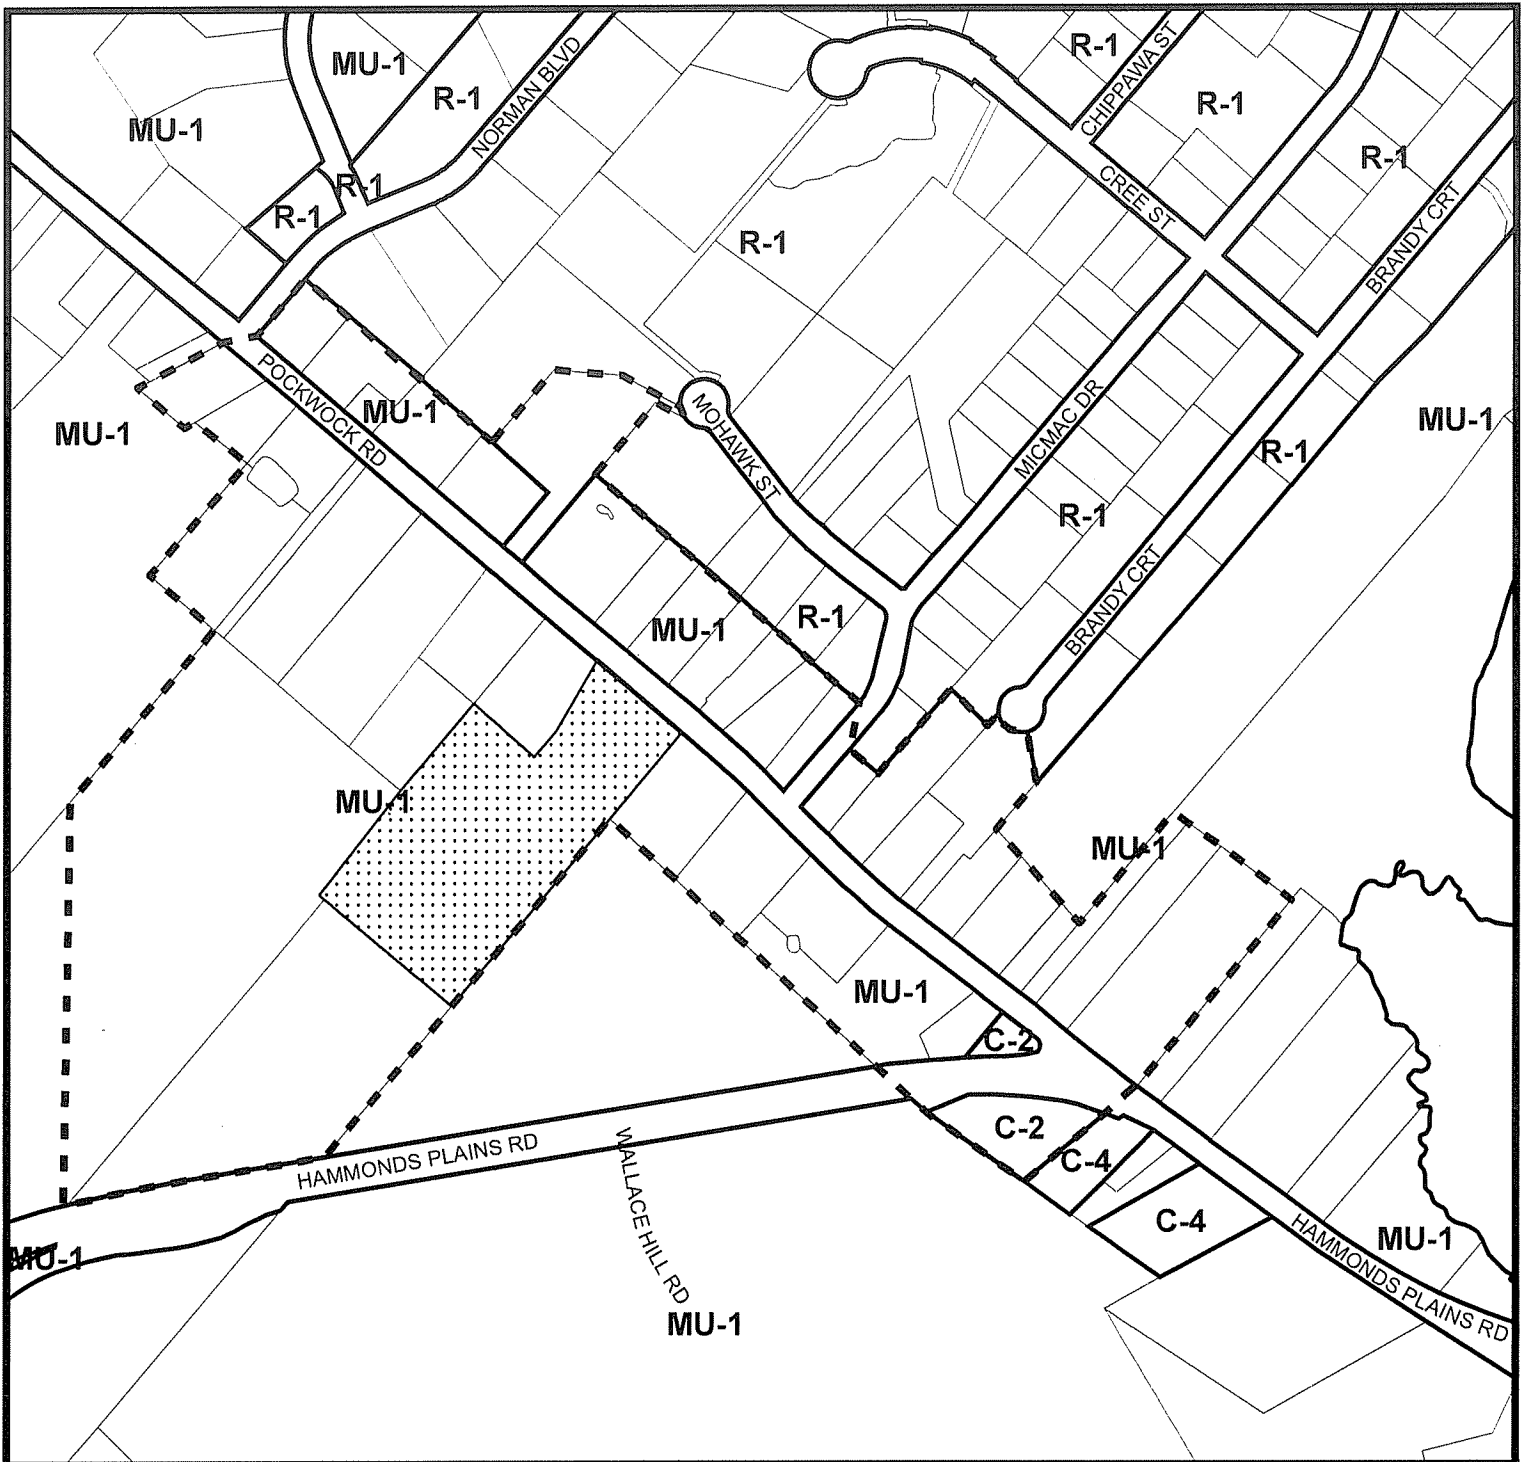 MU-1
R-1
NORMAN BLVD
R-1
CHIPPAWA ST
R-1
MU-1
R-1
R-1
R-1
CREE ST
BRANDY CRT
R-1
POCKWOCK RD
MU-1
MU-1
MOHAWK ST
MICMAC DR
MU-1
R-1
R-1
BRANDY CRT
MU-1
R-1
MU-1
MU-1
MU-1
C-2
C-2
HAMMONDS PLAINS RD
WALLACE HILL RD
C-4
C-4
HAMMONDS PLAINS RD
MU-1
MU-1
MU-1